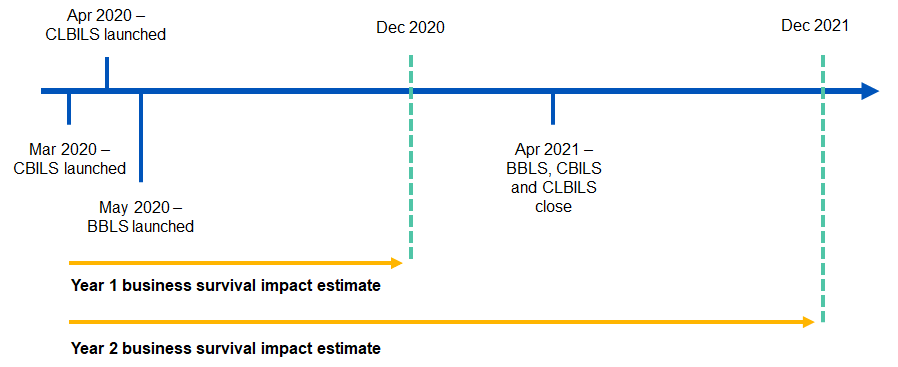 Apr 2020 –
CLBILS launched
Dec 2020
Dec 2021
Mar 2020 –
CBILS launched
Apr 2021 –
BBLS, CBILS
and CLBILS
close
May 2020 –
BBLS launched
Year 1 business survival impact estimate
Year 2 business survival impact estimate